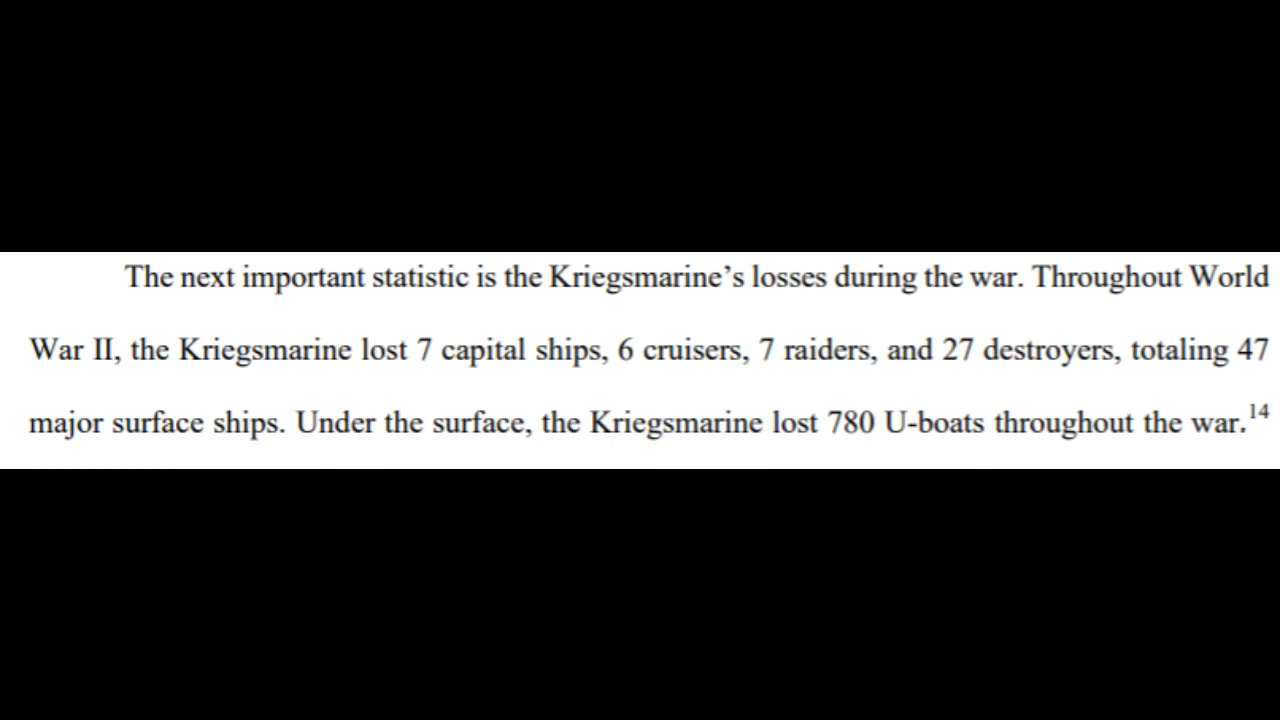 The next important statistic is the Kriegsmarine’s losses during the war. Throughout World
War II, the Kriegsmarine lost 7 capital ships, 6 cruisers, 7 raiders, and 27 destroyers, totaling 47
major surface ships. Under the surface, the Kriegsmarine lost 780 U-boats throughout the war.14